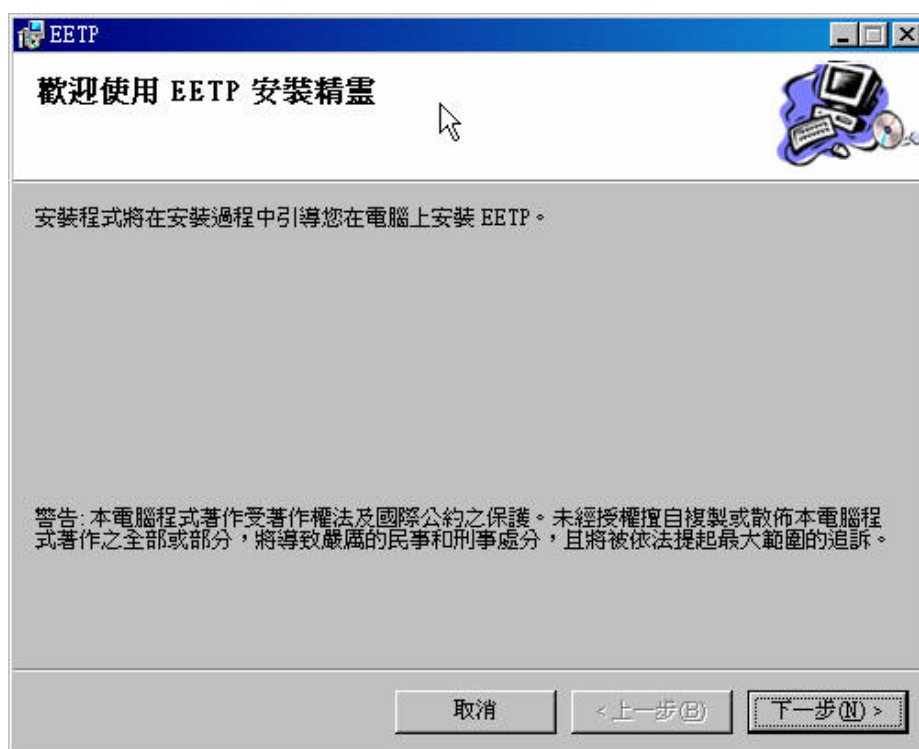 EETP
歡迎使用 EETP 安裝精靈
安裝程式將在安裝過程中引導您在電腦上安裝 EETP。
警告: 本電腦程式著作受著作權法及國際公約之保護。未經授權擅自複製或散佈本電腦程
式著作之全部或部分，將導致嚴厲的民事和刑事處分，且將被依法提起最大範圍的追訴。
取消
<上一步(B)
下一步(N) >